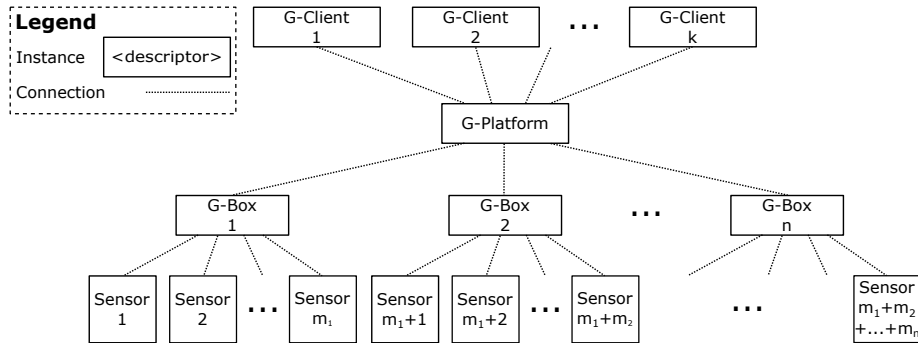 Legend
Instance <descriptor>
Connection
G-Client 1
G-Client 2
...
G-Client k
G-Platform
G-Box 1
G-Box 2
...
G-Box n
Sensor 1
Sensor 2
...
Sensor m₁
Sensor m₁+1
Sensor m₁+2
...
Sensor m₁+m₂
...
Sensor m₁+m₂+...+mₙ